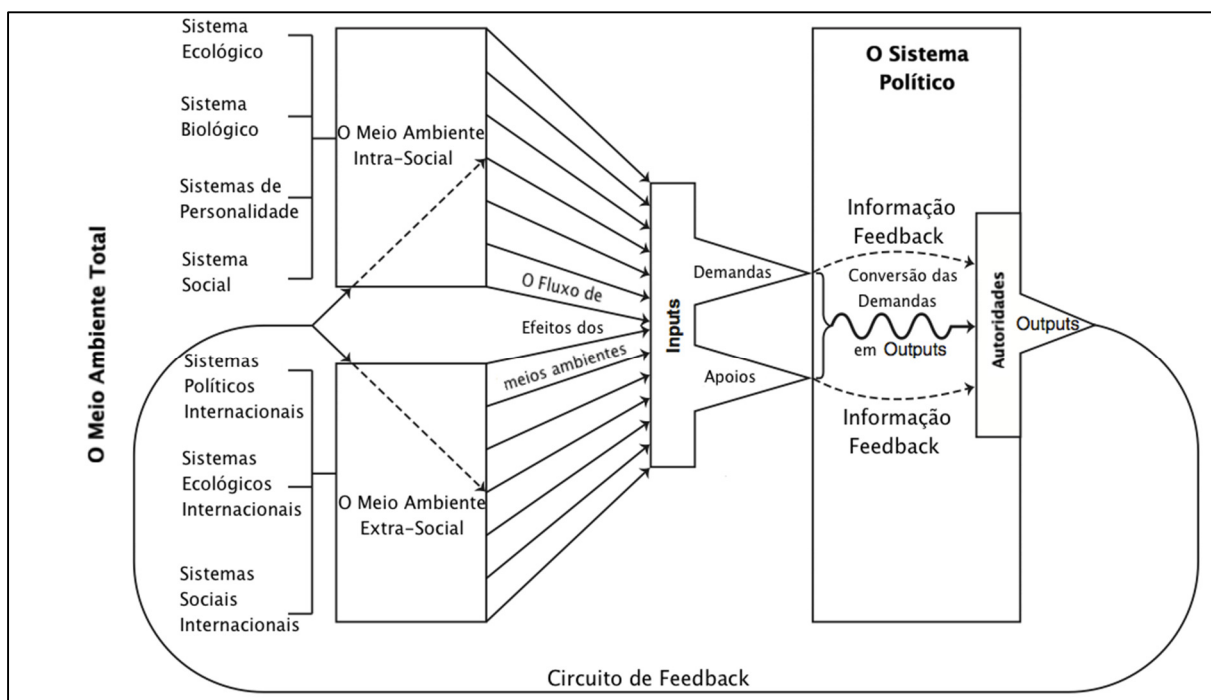 O Meio Ambiente Total
Sistema
Ecológico
Sistema
Biológico
Sistemas de
Personalidade
Sistema
Social
O Meio Ambiente
Intra-Social
Sistemas
Políticos
Internacionais
Sistemas
Ecológicos
Internacionais
Sistemas
Sociais
Internacionais
O Meio Ambiente
Extra-Social
O Fluxo de
Efeitos dos
meios ambientes
Inputs
Demandas
Apoios
O Sistema
Político
Informação
Feedback
Conversão das
Demandas
em Outputs
Informação
Feedback
Autoridades
Outputs
Circuito de Feedback